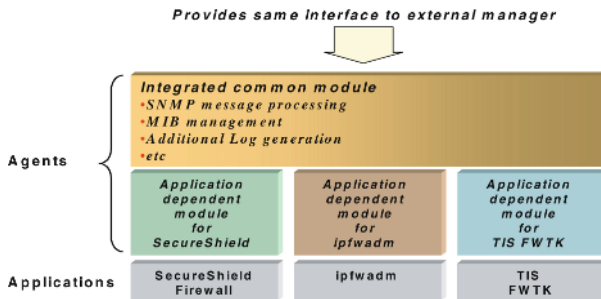 Provides same Interface to external manager
Integrated common module
•SNMP message processing
•MIB management
•Additional Log generation
•etc
Agents
Application
dependent
module
for
SecureShield
Application
dependent
module
for
ipfwadm
Application
dependent
module
for
TIS FWTK
Applications
SecureShield
Firewall
ipfwadm
TIS
FWTK